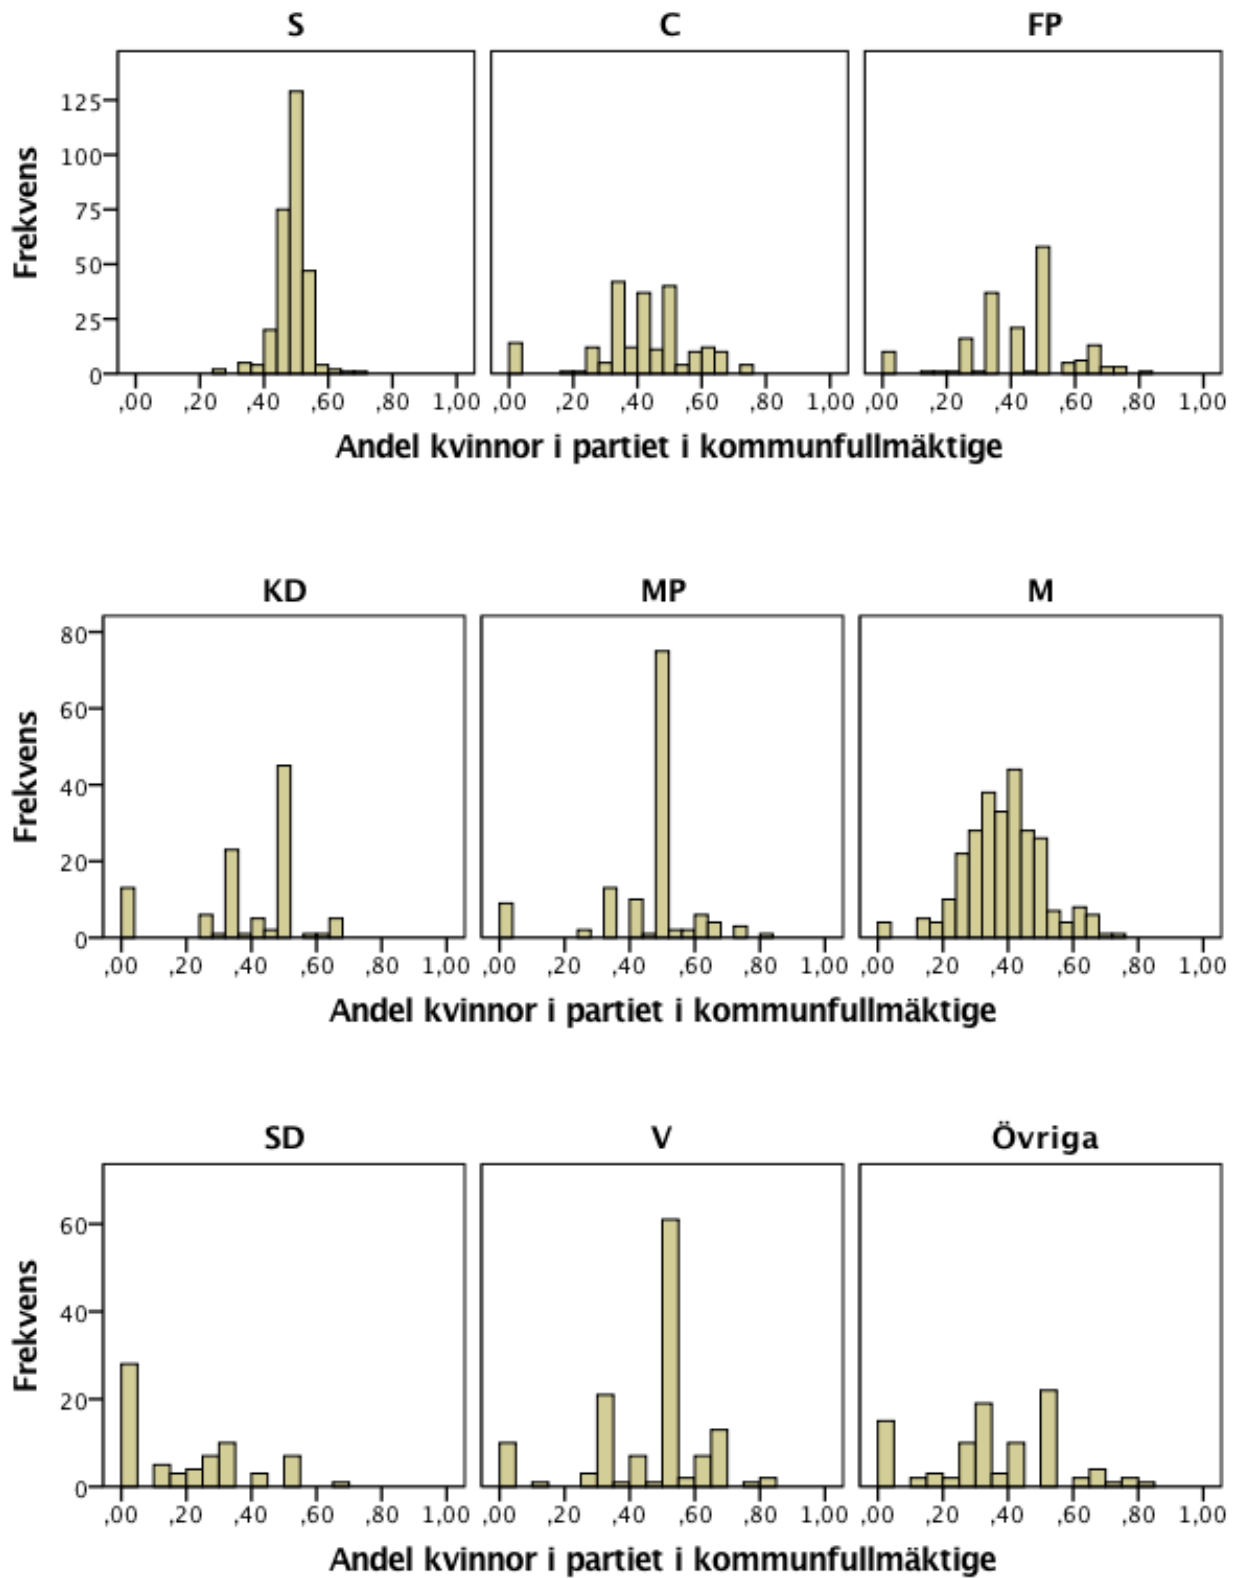 S C FP
Frekvens
125
100
75
50
25
0
,00 ,20 ,40 ,60 ,80 1,00 ,00 ,20 ,40 ,60 ,80 1,00 ,00 ,20 ,40 ,60 ,80 1,00
Andel kvinnor i partiet i kommunfullmäktige
KD MP M
Frekvens
80
60
40
20
0
,00 ,20 ,40 ,60 ,80 1,00 ,00 ,20 ,40 ,60 ,80 1,00 ,00 ,20 ,40 ,60 ,80 1,00
Andel kvinnor i partiet i kommunfullmäktige
SD V Övriga
Frekvens
60
40
20
0
,00 ,20 ,40 ,60 ,80 1,00 ,00 ,20 ,40 ,60 ,80 1,00 ,00 ,20 ,40 ,60 ,80 1,00
Andel kvinnor i partiet i kommunfullmäktige